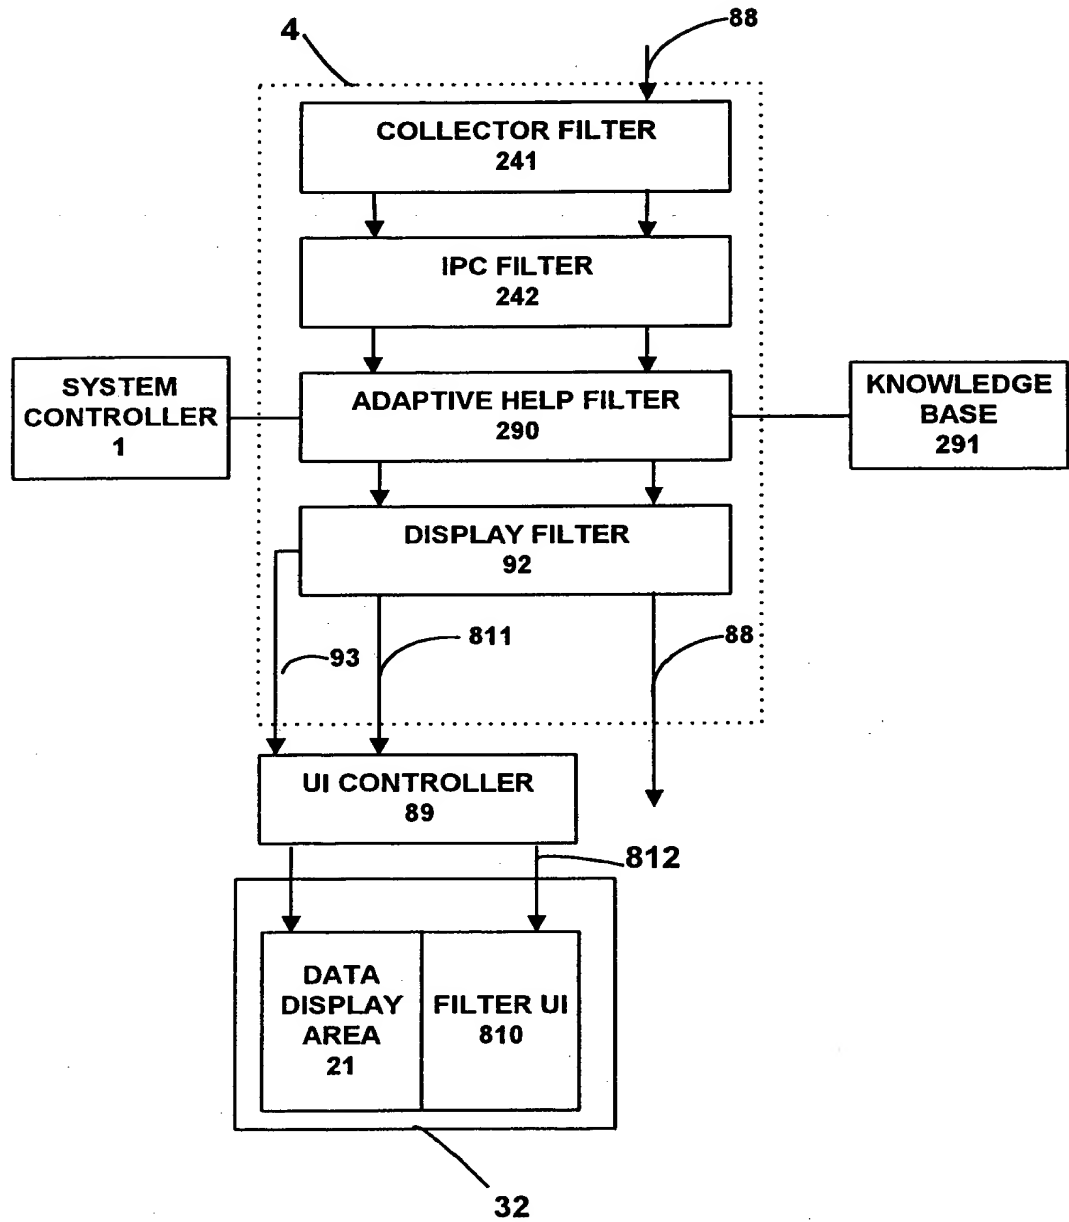 4
88
COLLECTOR FILTER
241
IPC FILTER
242
SYSTEM
CONTROLLER
1
ADAPTIVE HELP FILTER
290
KNOWLEDGE
BASE
291
DISPLAY FILTER
92
93
811
88
UI CONTROLLER
89
812
DATA
DISPLAY
AREA
21
FILTER UI
810
32